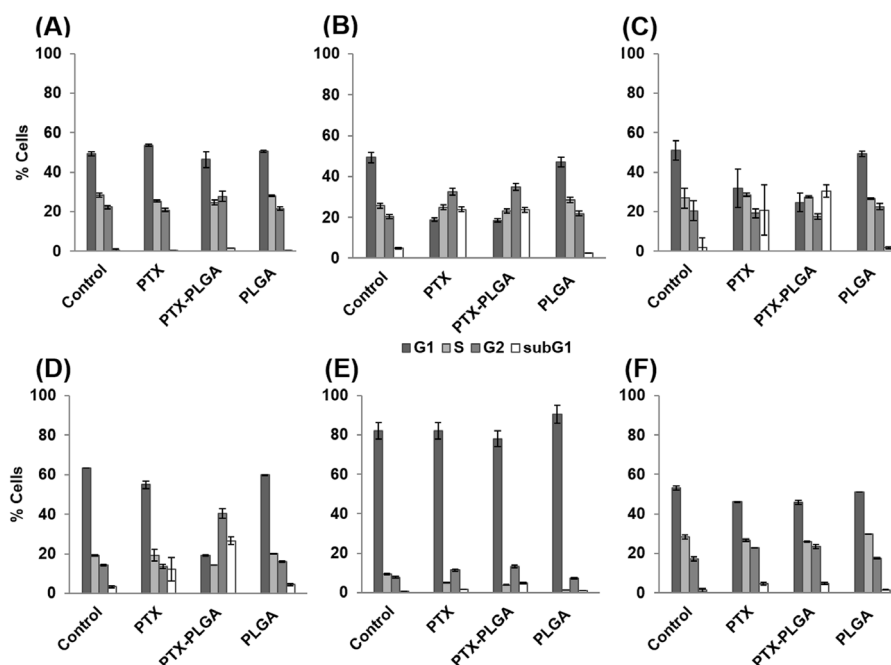 (A) (B) (C)
100 100 100
80 80 80
60 60 60
40 40 40
20 20 20
0 0 0
% Cells
Control PTX PTX-PLGA PLGA Control PTX PTX-PLGA PLGA Control PTX PTX-PLGA PLGA
G1 S G2 subG1
(D) (E) (F)
100 100 100
80 80 80
60 60 60
40 40 40
20 20 20
0 0 0
% Cells
Control PTX PTX-PLGA PLGA Control PTX PTX-PLGA PLGA Control PTX PTX-PLGA PLGA